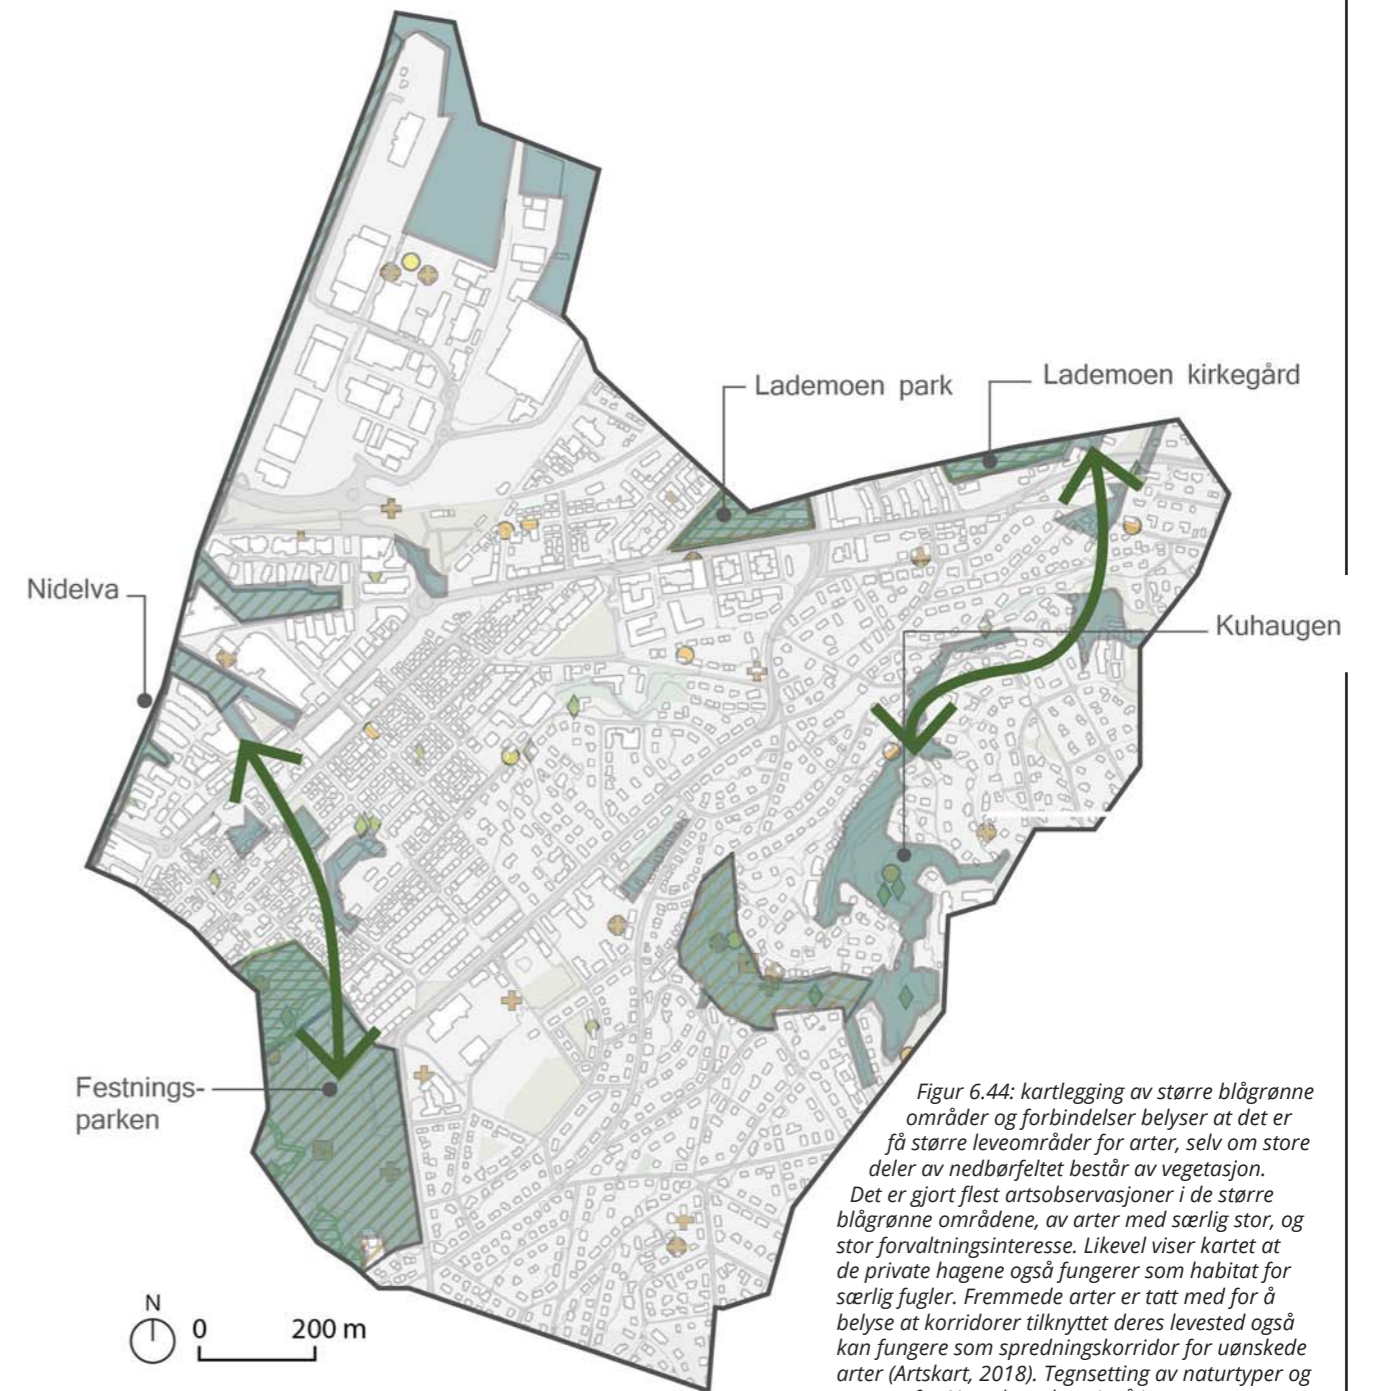 Lademoen park
Lademoen kirkegård
Nidelva
Kuhaugen
Festnings-
parken
N
0 200 m
Figur 6.44: kartlegging av større blågrønne
områder og forbindelser belyser at det er
få større leveområder for arter, selv om store
deler av nedbørfeltet består av vegetasjon.
Det er gjort flest artsobservasjoner i de større
blågrønne områdene, av arter med særlig stor, og
stor forvaltningsinteresse. Likevel viser kartet at
de private hagene også fungerer som habitat for
særlig fugler. Fremmede arter er tatt med for å
belyse at korridorer tilknyttet deres levested også
kan fungere som spredningskorridor for uønskede
arter (Artskart, 2018). Tegnsetting av naturtyper og